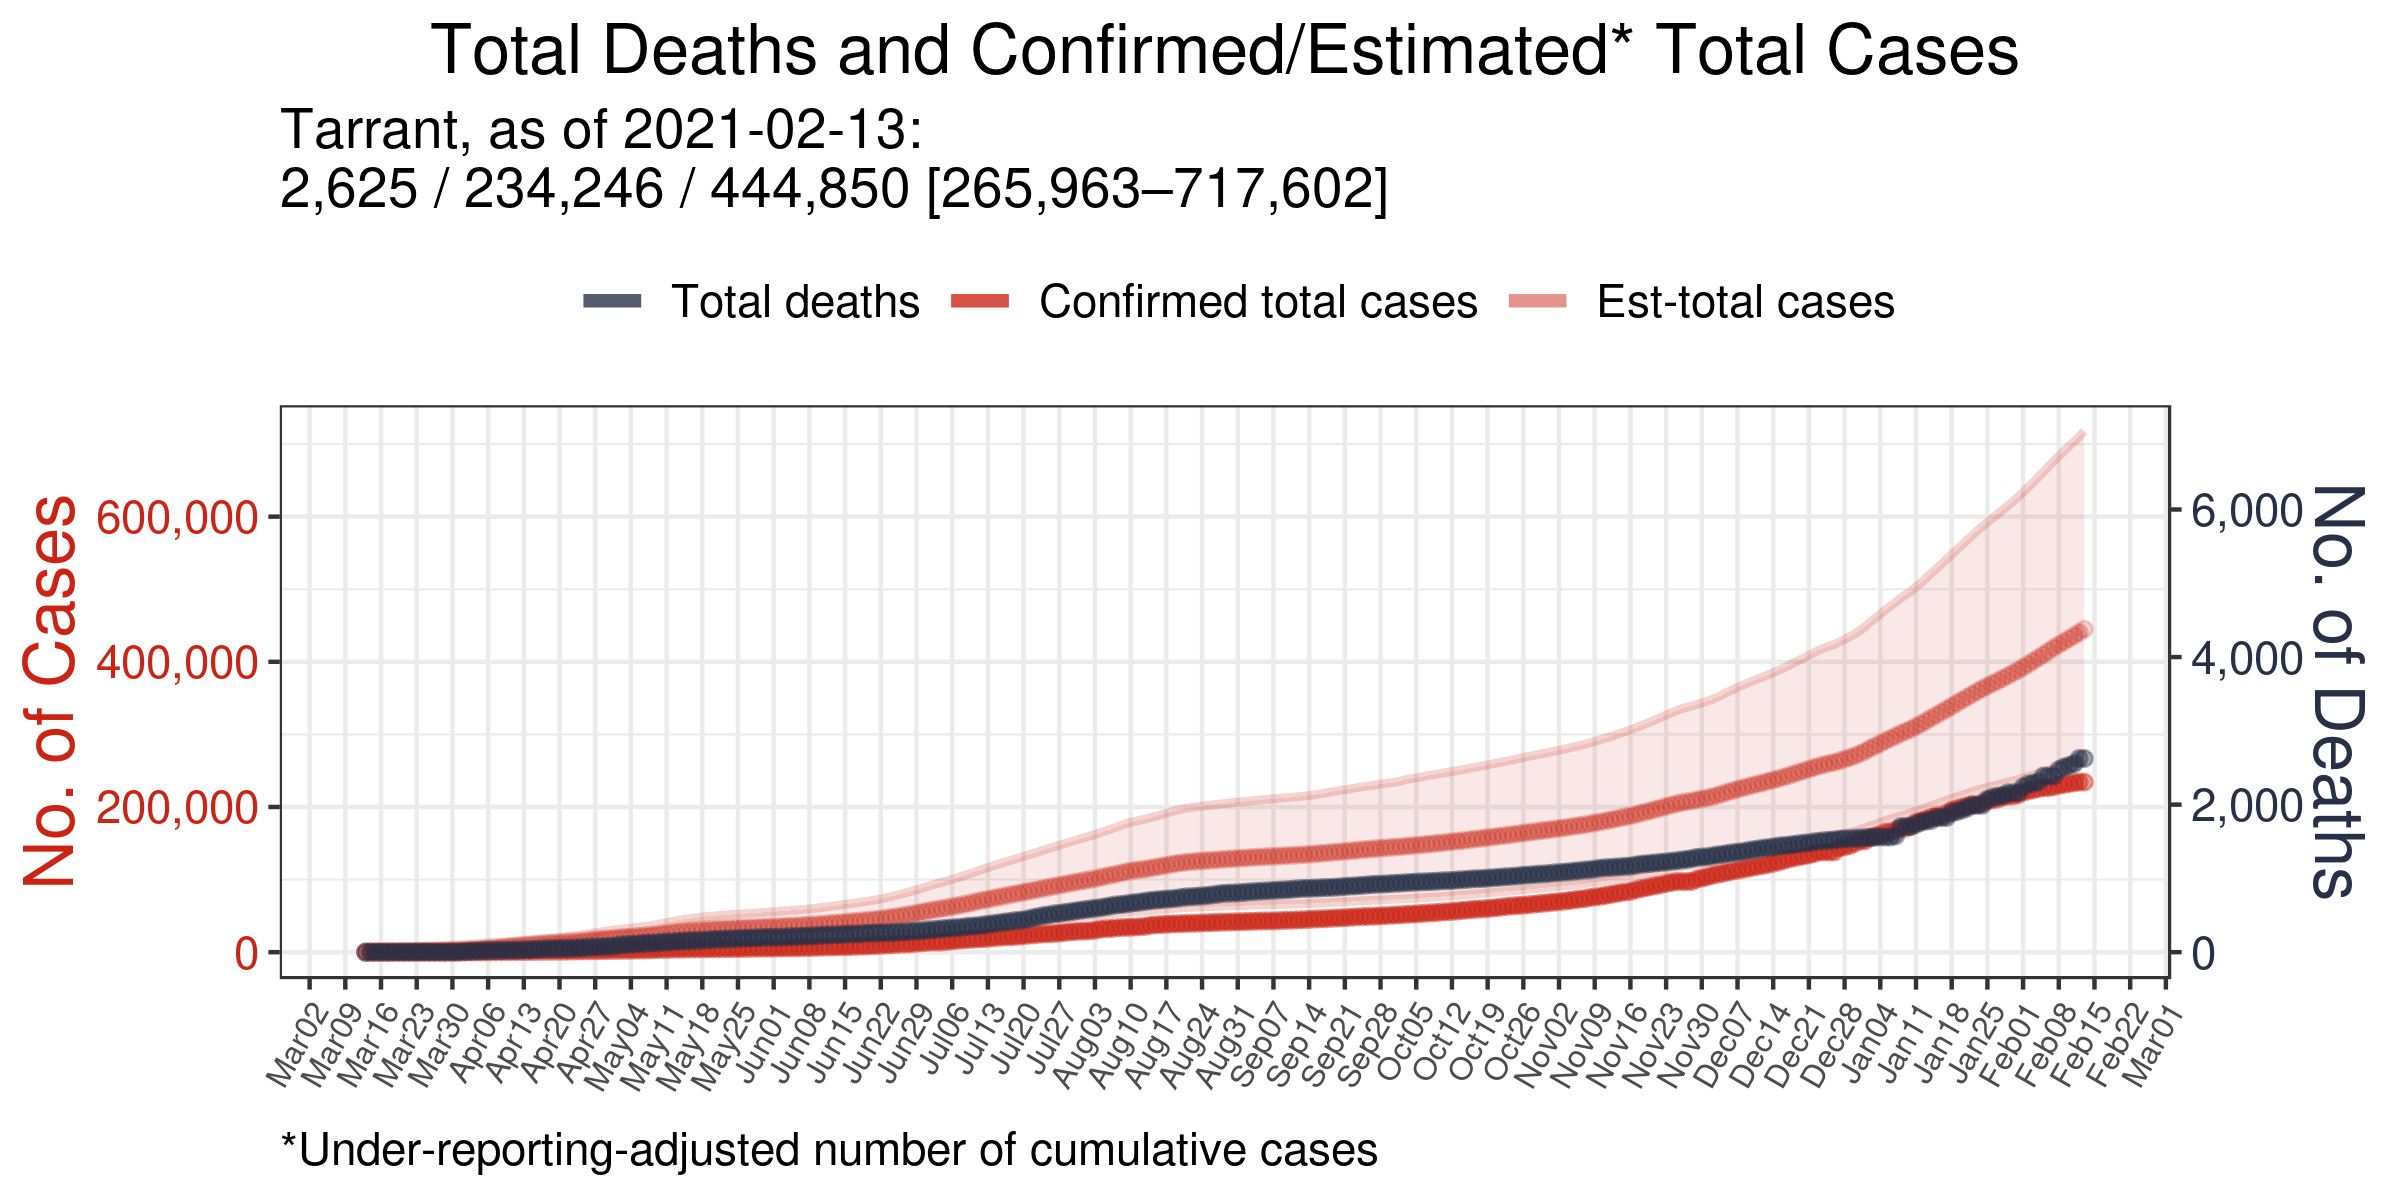 Total Deaths and Confirmed/Estimated* Total Cases
Tarrant, as of 2021-02-13:
2,625 / 234,246 / 444,850 [265,963–717,602]
Total deaths
Confirmed total cases
Est-total cases
No. of Cases
600,000
400,000
200,000
0
6,000
4,000
2,000
0
No. of Deaths
Mar02
Mar09
Mar16
Mar23
Mar30
Apr06
Apr13
Apr20
Apr27
May04
May11
May18
May25
Jun01
Jun08
Jun15
Jun22
Jun29
Jul06
Jul13
Jul20
Jul27
Aug03
Aug10
Aug17
Aug24
Aug31
Sep07
Sep14
Sep21
Sep28
Oct05
Oct12
Oct19
Oct26
Nov02
Nov09
Nov16
Nov23
Nov30
Dec07
Dec14
Dec21
Dec28
Jan04
Jan11
Jan18
Jan25
Feb01
Feb08
Feb15
Feb22
Mar01
*Under-reporting-adjusted number of cumulative cases